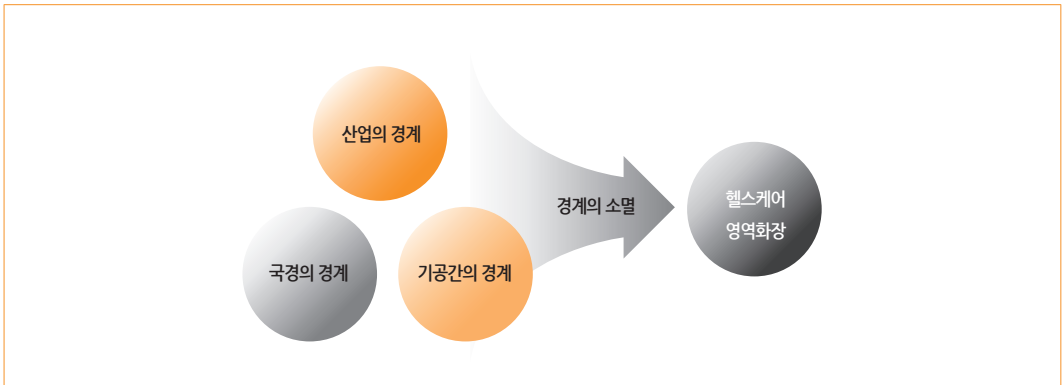 산업의 경계
국경의 경계
기공간의 경계
경계의 소멸
헬스케어
영역화장